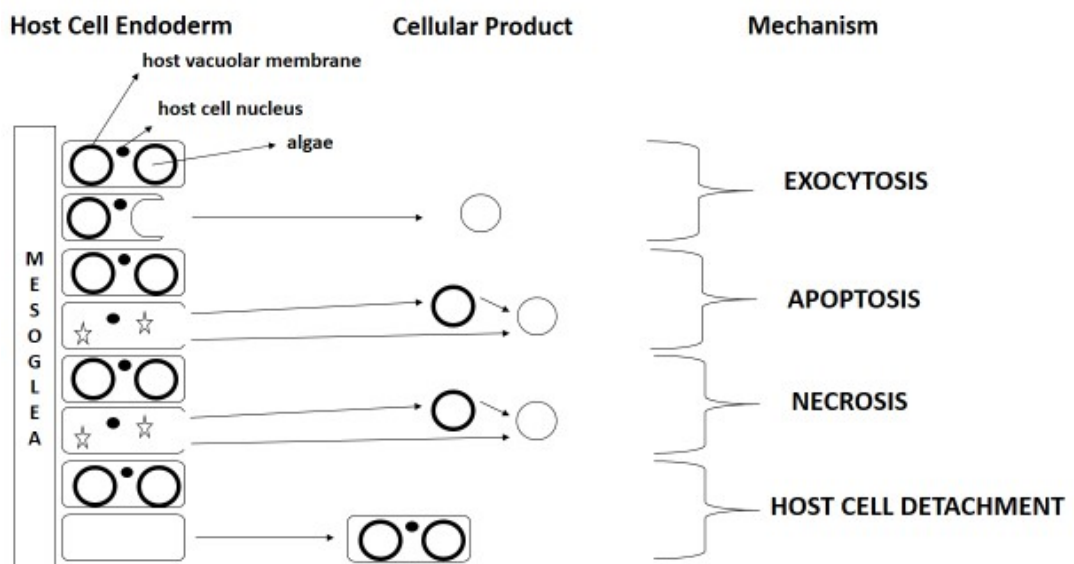 Host Cell Endoderm
Cellular Product
Mechanism
host vacuolar membrane
host cell nucleus
algae
MESOGLEA
EXOCYTOSIS
APOPTOSIS
NECROSIS
HOST CELL DETACHMENT